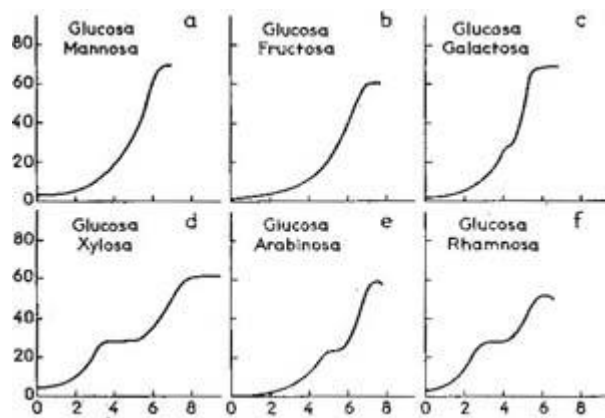 Glucosa
Mannosa
a
Glucosa
Fructosa
b
Glucosa
Galactosa
c
80
60
40
20
0
Glucosa
Xylosa
d
Glucosa
Arabinosa
e
Glucosa
Rhamnosa
f
80
60
40
20
0
0 2 4 6 8
0 2 4 6 8
0 2 4 6 8